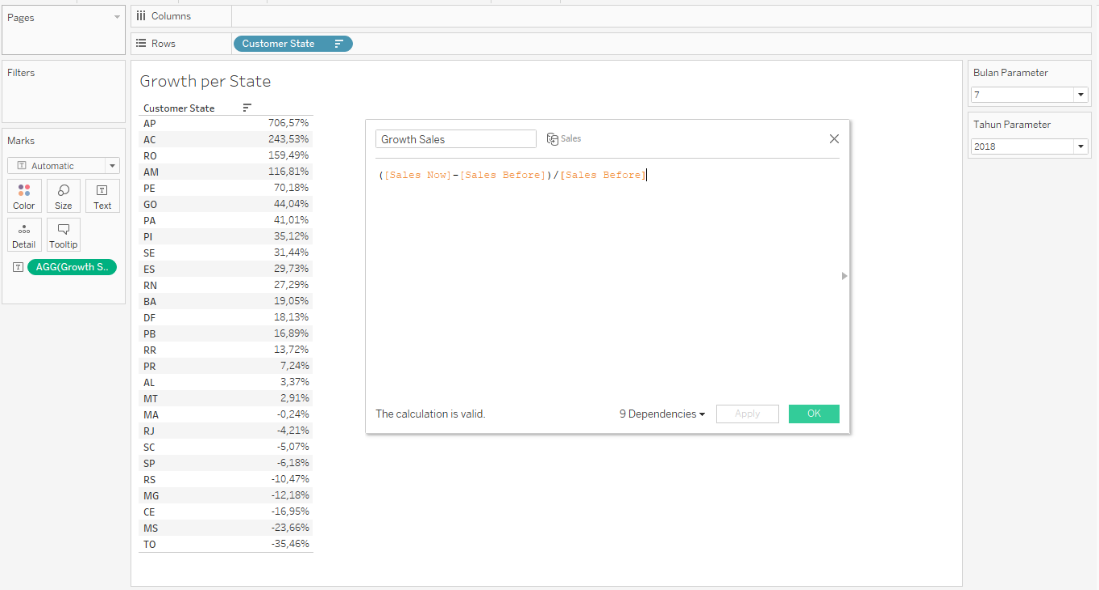 Pages
Columns
Rows
Customer State
Filters
Marks
Automatic
Color
Size
Text
Detail
Tooltip
AGG(Growth S..
Growth per State
Customer State
AP 706,57%
AC 243,53%
RO 159,49%
AM 116,81%
PE 70,18%
GO 44,04%
PA 41,01%
PI 35,12%
SE 31,44%
ES 29,73%
RN 27,29%
BA 19,05%
DF 18,13%
PB 16,89%
RR 13,72%
PR 7,24%
AL 3,37%
MT 2,91%
MA -0,24%
RJ -4,21%
SC -5,07%
SP -6,18%
RS -10,47%
MG -12,18%
CE -16,95%
MS -23,66%
TO -35,46%
Growth Sales
Sales
([Sales Now]-[Sales Before])/[Sales Before]
The calculation is valid.
9 Dependencies
Apply
OK
Bulan Parameter
7
Tahun Parameter
2018